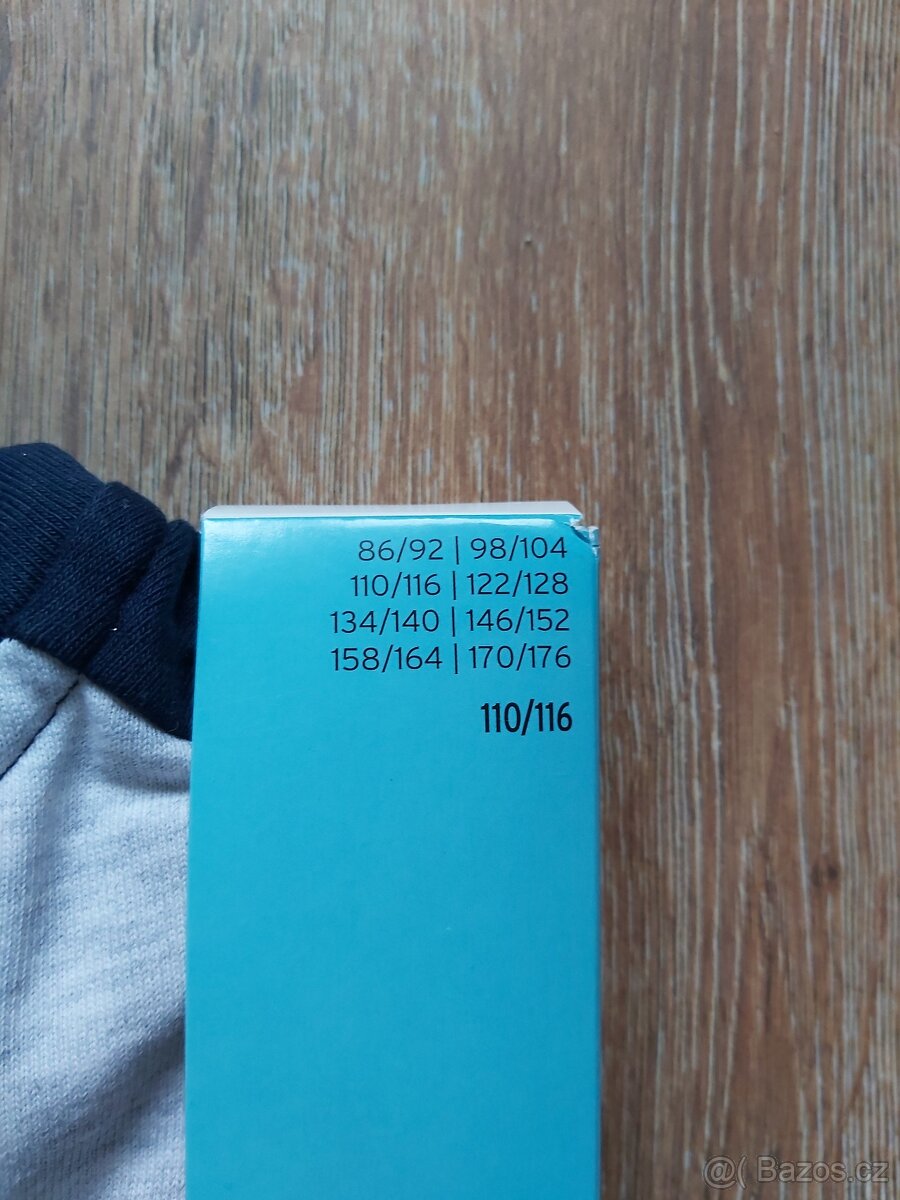 86/92 | 98/104
110/116 | 122/128
134/140 | 146/152
158/164 | 170/176
110/116
@( Bazos.cz